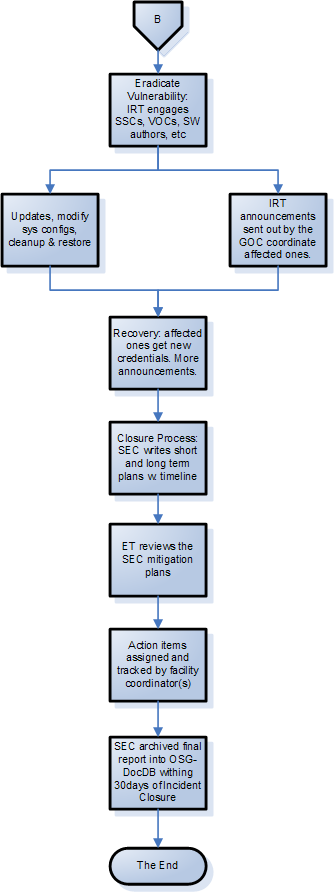 B
Eradicate
Vulnerability:
IRT engages
SSCs, VOCs, SW
authors, etc
Updates, modify
sys configs,
cleanup & restore
IRT
announcements
sent out by the
GOC coordinate
affected ones.
Recovery: affected
ones get new
credentials. More
announcements.
Closure Process:
SEC writes short
and long term
plans w. timeline
ET reviews the
SEC mitigation
plans
Action items
assigned and
tracked by facility
coordinator(s)
SEC archived final
report into OSG-
DocDB withing
30days of Incident
Closure
The End